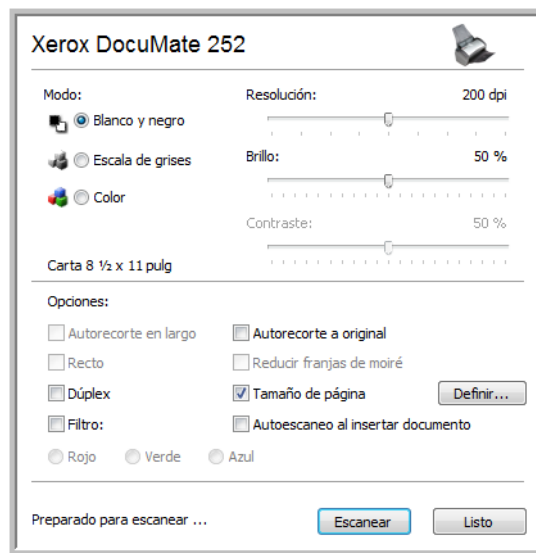 Xerox DocuMate 252
Modo:
Blanco y negro
Escala de grises
Color
Carta 8 ½ x 11 pulg
Resolución: 200 dpi
Brillo: 50 %
Contraste: 50 %
Opciones:
Autorecorte en largo Autorecorte a original
Recto Reducir franjas de moiré
Dúplex Tamaño de página Definir...
Filtro: Autoescaneo al insertar documento
Rojo Verde Azul
Preparado para escanear ... Escanear Listo